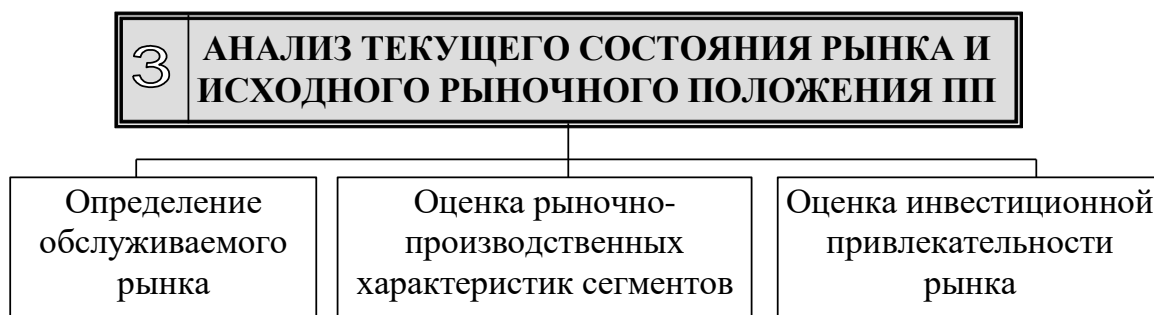 3
АНАЛИЗ ТЕКУЩЕГО СОСТОЯНИЯ РЫНКА И
ИСХОДНОГО РЫНОЧНОГО ПОЛОЖЕНИЯ ПП
Определение
обслуживаемого
рынка
Оценка рыночно-
производственных
характеристик сегментов
Оценка инвестиционной
привлекательности
рынка